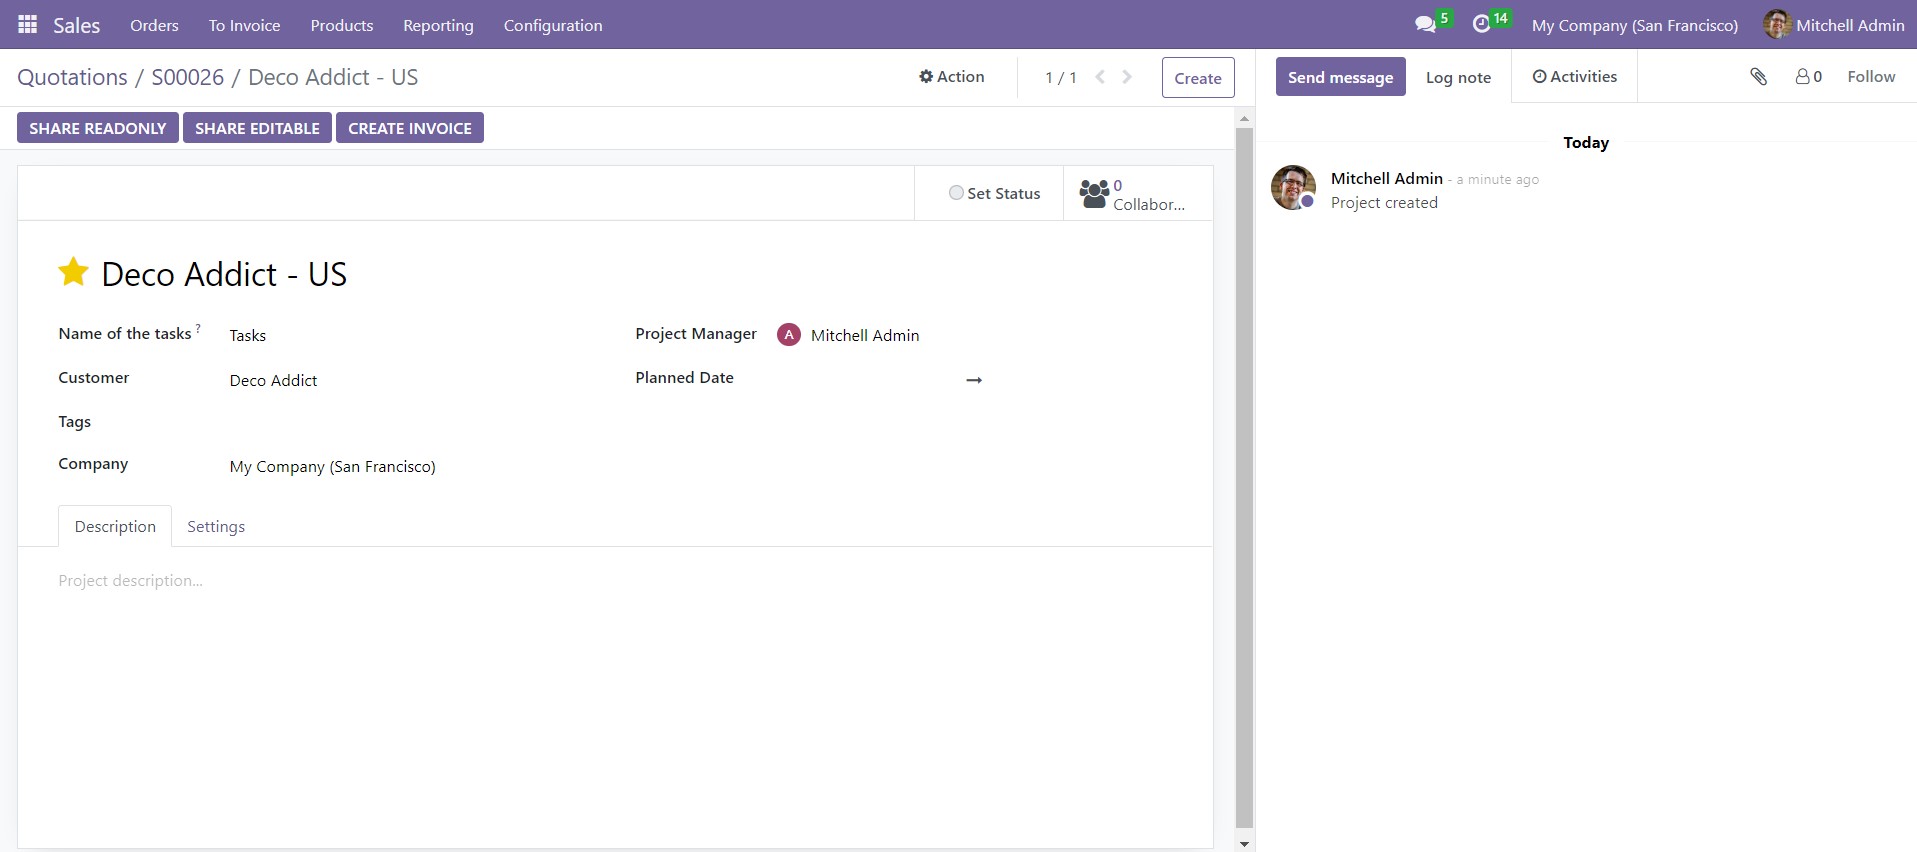 Sales Orders To Invoice Products Reporting Configuration 5 14 My Company (San Francisco) Mitchell Admin
Quotations / S00026 / Deco Addict - US Action 1 / 1 Create
SHARE READONLY SHARE EDITABLE CREATE INVOICE
Set Status 0 Collabor...
Deco Addict - US
Name of the tasks ? Tasks Project Manager A Mitchell Admin
Customer Deco Addict Planned Date →
Tags
Company My Company (San Francisco)
Description Settings
Project description...
Send message Log note Activities 0 Follow
Today
Mitchell Admin - a minute ago
Project created